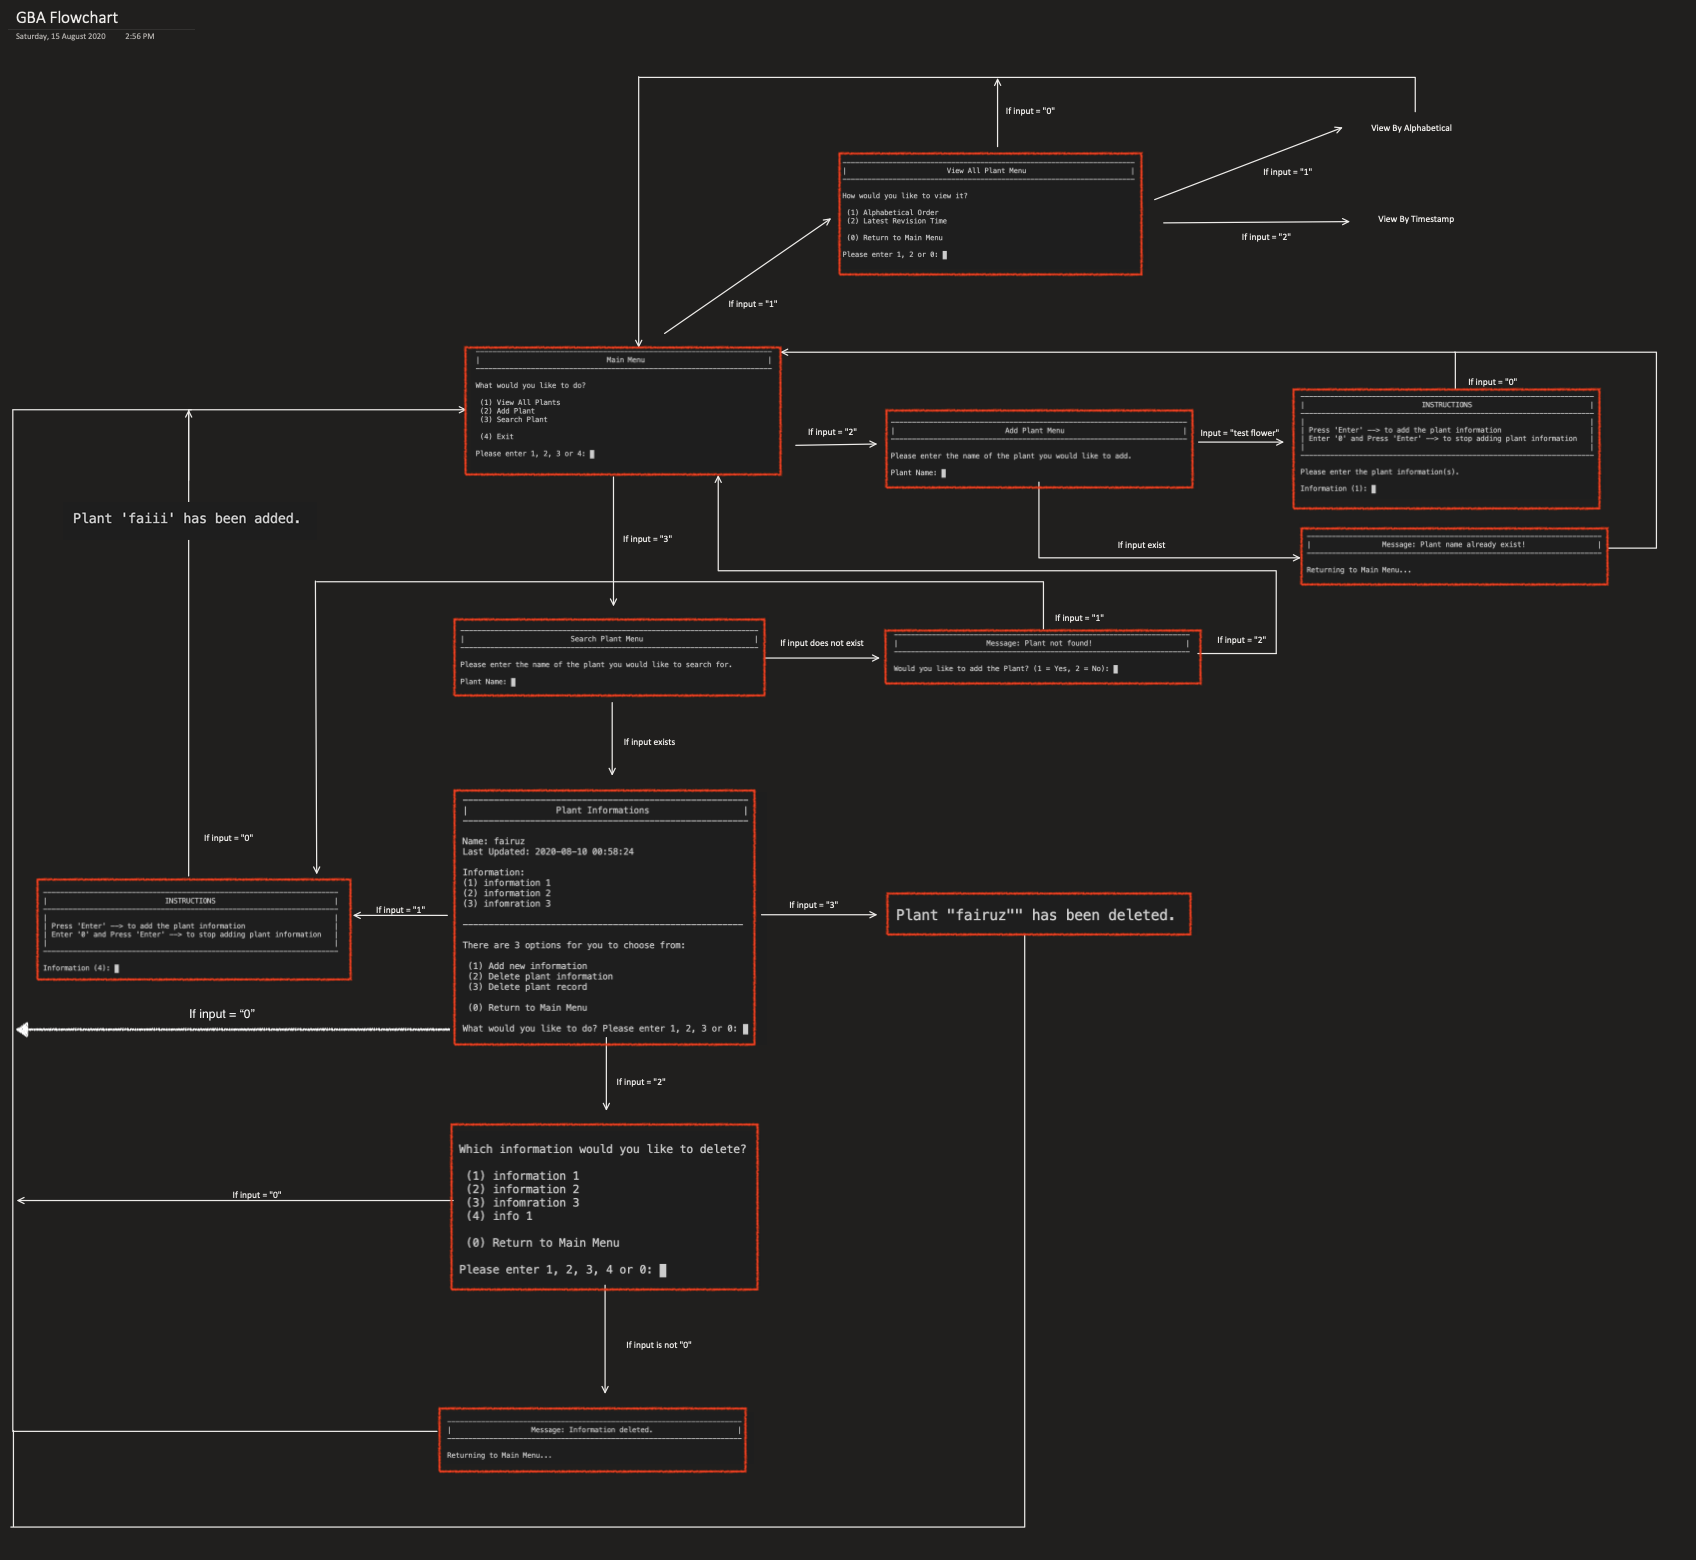 GBA Flowchart
Saturday, 15 August 2020 2:56 PM
If input = "0"
View By Alphabetical
If input = "1"
View All Plant Menu
How would you like to view it?
(1) Alphabetical Order
(2) Latest Revision Time
(0) Return to Main Menu
Please enter 1, 2 or 0:
View By Timestamp
If input = "2"
If input = "1"
Main Menu
What would you like to do?
(1) View All Plants
(2) Add Plant
(3) Search Plant
(4) Exit
Please enter 1, 2, 3 or 4:
If input = "2"
Add Plant Menu
Please enter the name of the plant you would like to add.
Plant Name:
Input = "test flower"
If input = "0"
INSTRUCTIONS
Press 'Enter' ––> to add the plant information
Enter '0' and Press 'Enter' ––> to stop adding plant information
Please enter the plant information(s).
Information (1):
Plant 'faiii' has been added.
If input = "3"
If input exist
Message: Plant name already exist!
Returning to Main Menu...
Search Plant Menu
Please enter the name of the plant you would like to search for.
Plant Name:
If input does not exist
If input = "1"
Message: Plant not found!
Would you like to add the Plant? (1 = Yes, 2 = No):
If input = "2"
If input exists
If input = "0"
Plant Informations
Name: fairuz
Last Updated: 2020-08-10 00:58:24
Information:
(1) information 1
(2) information 2
(3) infomration 3
There are 3 options for you to choose from:
(1) Add new information
(2) Delete plant information
(3) Delete plant record
(0) Return to Main Menu
What would you like to do? Please enter 1, 2, 3 or 0:
If input = "1"
INSTRUCTIONS
Press 'Enter' ––> to add the plant information
Enter '0' and Press 'Enter' ––> to stop adding plant information
Information (4):
If input = "3"
Plant "fairuz"" has been deleted.
If input = “0”
If input = "2"
Which information would you like to delete?
(1) information 1
(2) information 2
(3) infomration 3
(4) info 1
(0) Return to Main Menu
Please enter 1, 2, 3, 4 or 0:
If input = "0"
If input is not "0"
Message: Information deleted.
Returning to Main Menu...